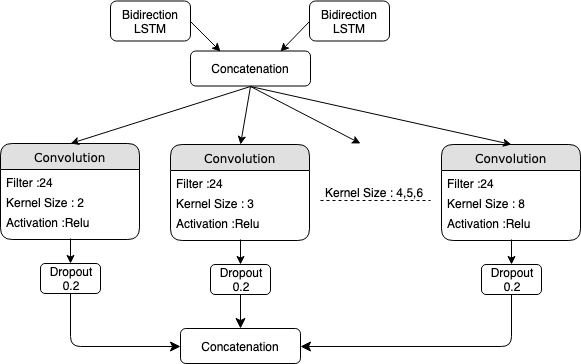 Bidirection
LSTM
Bidirection
LSTM
Concatenation
Convolution
Filter :24
Kernel Size : 2
Activation :Relu
Convolution
Filter :24
Kernel Size : 3
Activation :Relu
Kernel Size : 4,5,6
Convolution
Filter :24
Kernel Size : 8
Activation :Relu
Dropout
0.2
Dropout
0.2
Dropout
0.2
Concatenation